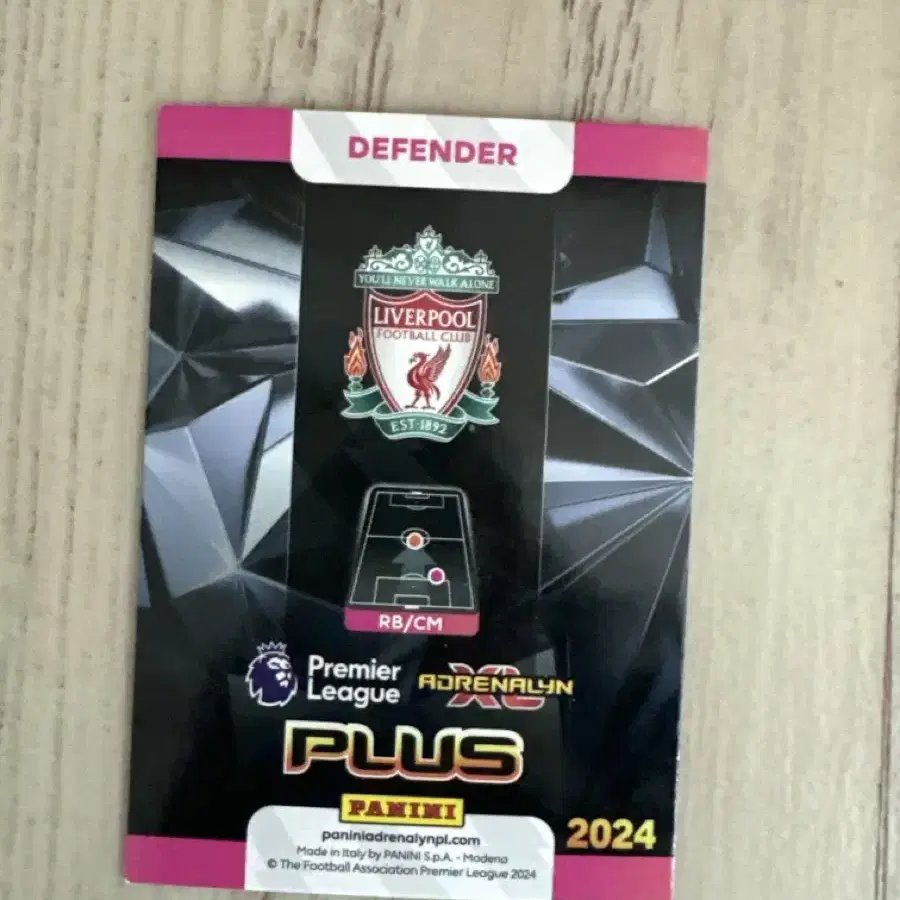 DEFENDER
YOU'LL NEVER WALK ALONE
LIVERPOOL
FOOTBALL CLUB
EST·1892
RB/CM
Premier
League
ADRENALYN
XL
PLUS
PANINI
2024
paniniadrenalynpl.com
Made in Italy by PANINI S.p.A. - Modena
© The Football Association Premier League 2024